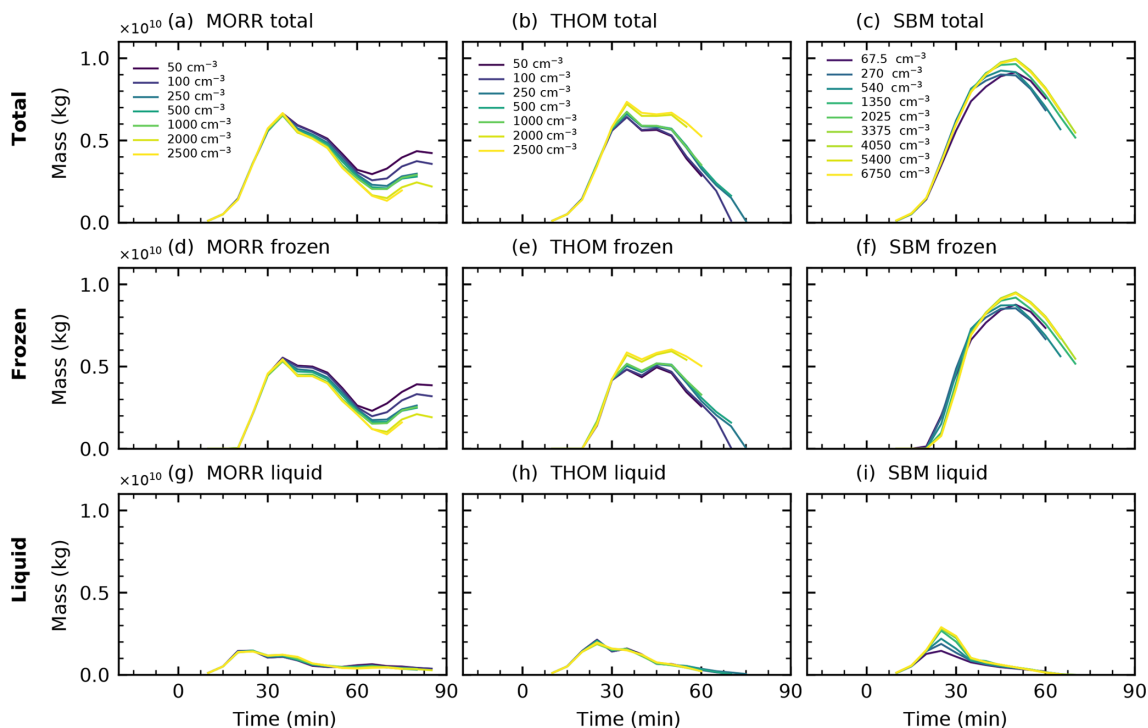 ×10¹⁰ (a) MORR total (b) THOM total (c) SBM total
Total
Mass (kg)
1.0
0.5
0.0
50 cm⁻³
100 cm⁻³
250 cm⁻³
500 cm⁻³
1000 cm⁻³
2000 cm⁻³
2500 cm⁻³
50 cm⁻³
100 cm⁻³
250 cm⁻³
500 cm⁻³
1000 cm⁻³
2000 cm⁻³
2500 cm⁻³
67.5 cm⁻³
270 cm⁻³
540 cm⁻³
1350 cm⁻³
2025 cm⁻³
3375 cm⁻³
4050 cm⁻³
5400 cm⁻³
6750 cm⁻³
×10¹⁰ (d) MORR frozen (e) THOM frozen (f) SBM frozen
Frozen
Mass (kg)
1.0
0.5
0.0
×10¹⁰ (g) MORR liquid (h) THOM liquid (i) SBM liquid
Liquid
Mass (kg)
1.0
0.5
0.0
0 30 60 90 0 30 60 90 0 30 60 90
Time (min) Time (min) Time (min)